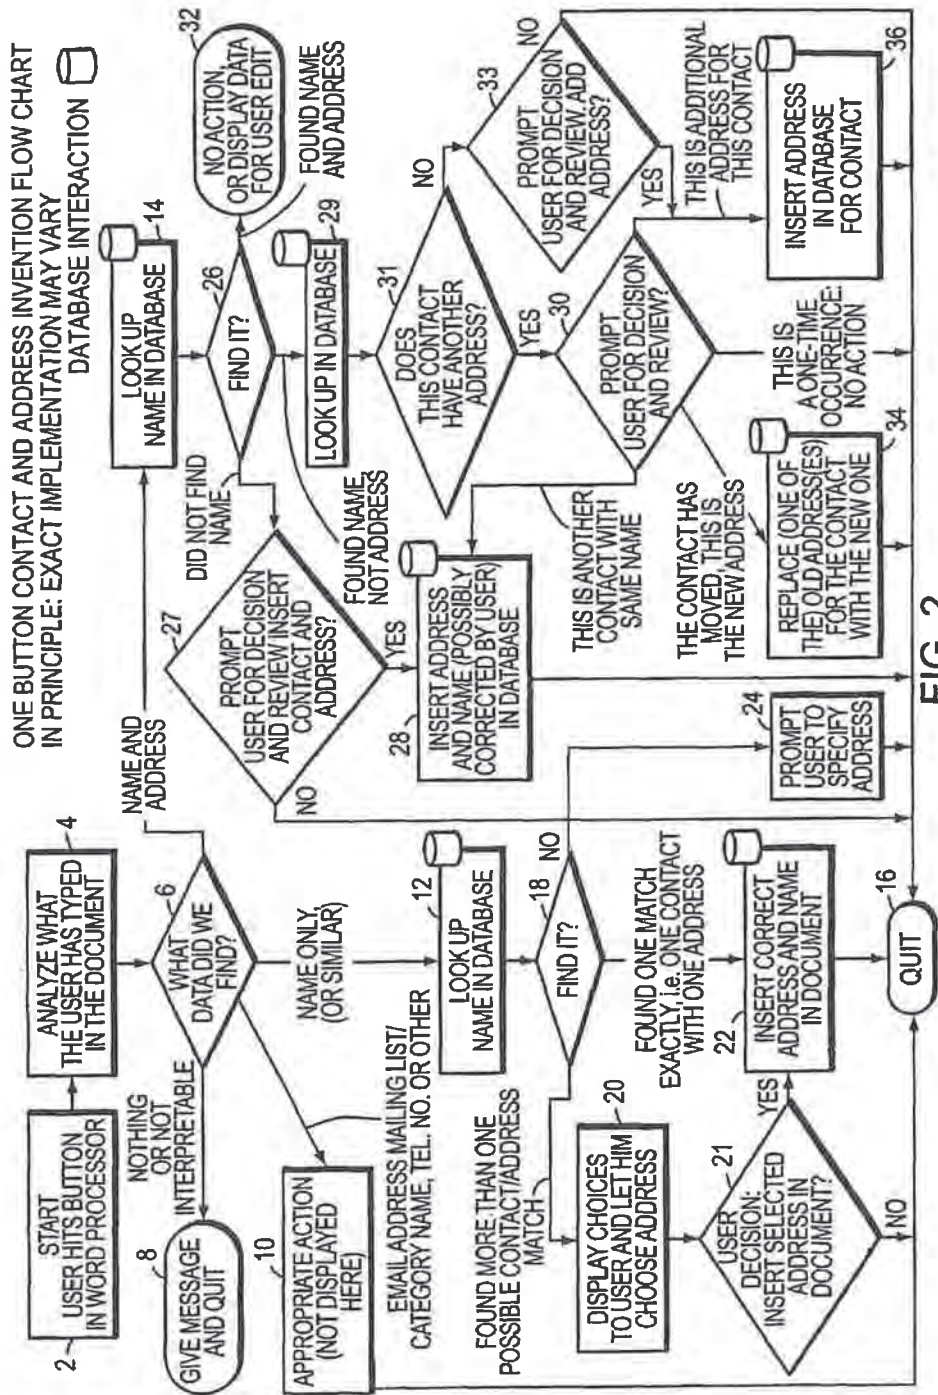 ONE BUTTON CONTACT AND ADDRESS INVENTION FLOW CHART
IN PRINCIPLE: EXACT IMPLEMENTATION MAY VARY
DATABASE INTERACTION
START
USER HITS BUTTON
IN WORD PROCESSOR
2
ANALYZE WHAT
THE USER HAS TYPED
IN THE DOCUMENT
4
WHAT
DATA DID WE
FIND?
6
NOTHING
OR NOT
INTERPRETABLE
GIVE MESSAGE
AND QUIT
8
APPROPRIATE ACTION
(NOT DISPLAYED
HERE)
10
EMAIL ADDRESS MAILING LIST/
CATEGORY NAME, TEL. NO. OR OTHER
NAME ONLY,
(OR SIMILAR)
NAME AND
ADDRESS
LOOK UP
NAME IN DATABASE
12
FIND IT?
18
NO
FOUND MORE THAN ONE
POSSIBLE CONTACT/ADDRESS
MATCH
FOUND ONE MATCH
EXACTLY, i.e. ONE CONTACT
WITH ONE ADDRESS
DISPLAY CHOICES
TO USER AND LET HIM
CHOOSE ADDRESS
20
USER
DECISION:
INSERT SELECTED
ADDRESS IN
DOCUMENT?
21
YES
NO
INSERT CORRECT
ADDRESS AND NAME
IN DOCUMENT
22
PROMPT
USER TO
SPECIFY
ADDRESS
24
QUIT
16
LOOK UP
NAME IN DATABASE
14
FIND IT?
26
NO ACTION,
OR DISPLAY DATA
FOR USER EDIT
32
FOUND NAME
AND ADDRESS
DID NOT FIND
NAME
FOUND NAME,
NOT ADDRESS
PROMPT
USER FOR DECISION
AND REVIEW INSERT
CONTACT AND
ADDRESS?
27
NO
YES
INSERT ADDRESS
AND NAME (POSSIBLY
CORRECTED BY USER)
IN DATABASE
28
LOOK UP IN DATABASE
29
DOES
THIS CONTACT
HAVE ANOTHER
ADDRESS?
31
NO
YES
PROMPT
USER FOR DECISION
AND REVIEW?
30
PROMPT
USER FOR DECISION
AND REVIEW, ADD
ADDRESS?
33
NO
YES
THIS IS ANOTHER
CONTACT WITH
SAME NAME
THE CONTACT HAS
MOVED, THIS IS
THE NEW ADDRESS
THIS IS
A ONE-TIME
OCCURRENCE:
NO ACTION
THIS IS ADDITIONAL
ADDRESS FOR
THIS CONTACT
REPLACE (ONE OF
THE OLD ADDRESSES)
FOR THE CONTACT
WITH THE NEW ONE
34
INSERT ADDRESS
IN DATABASE
FOR CONTACT
36
FIG. 2